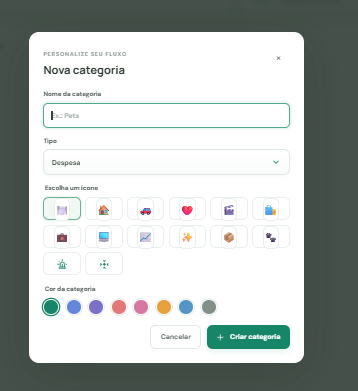 PERSONALIZE SEU FLUXO
Nova categoria
×
Nome da categoria
Ex.: Pets
Tipo
Despesa
Escolha um ícone
Cor da categoria
Cancelar
+ Criar categoria